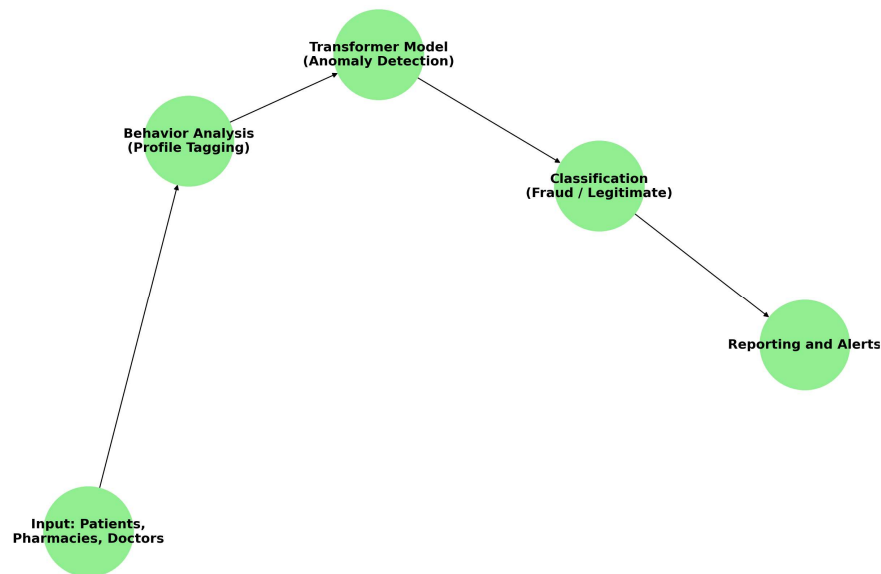 Transformer Model
(Anomaly Detection)
Behavior Analysis
(Profile Tagging)
Classification
(Fraud / Legitimate)
Reporting and Alerts
Input: Patients,
Pharmacies, Doctors